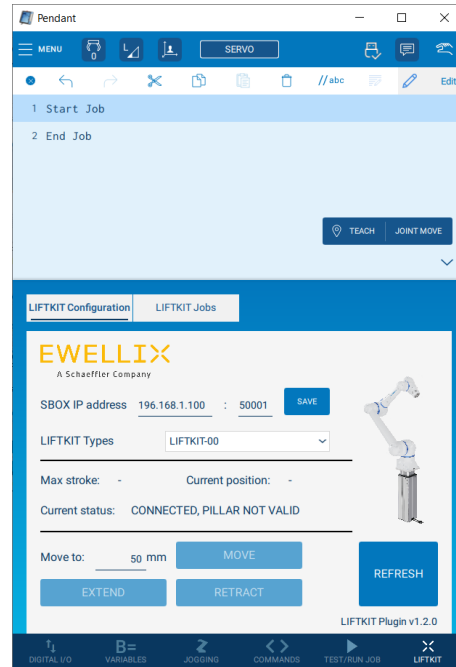 Pendant
MENU SERVO
// abc Edit
1 Start Job
2 End Job
TEACH JOINT MOVE
LIFTKIT Configuration LIFTKIT Jobs
EWELLIX
A Schaeffler Company
SBOX IP address 196.168.1.100 : 50001 SAVE
LIFTKIT Types LIFTKIT-00
Max stroke: - Current position: -
Current status: CONNECTED, PILLAR NOT VALID
Move to: 50 mm MOVE
REFRESH
EXTEND RETRACT
LIFTKIT Plugin v1.2.0
DIGITAL I/O B= VARIABLES JOGGING COMMANDS TEST/RUN JOB LIFTKIT